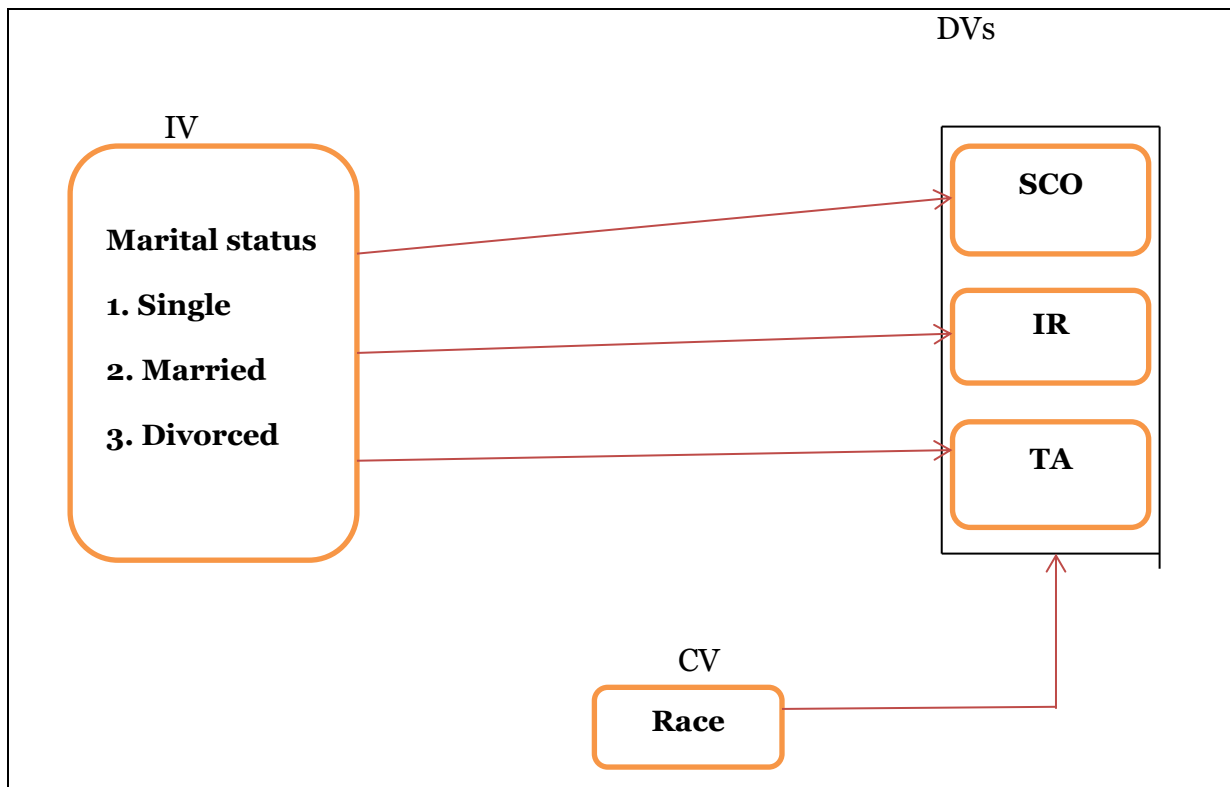 DVs
IV
Marital status
1. Single
2. Married
3. Divorced
SCO
IR
TA
CV
Race